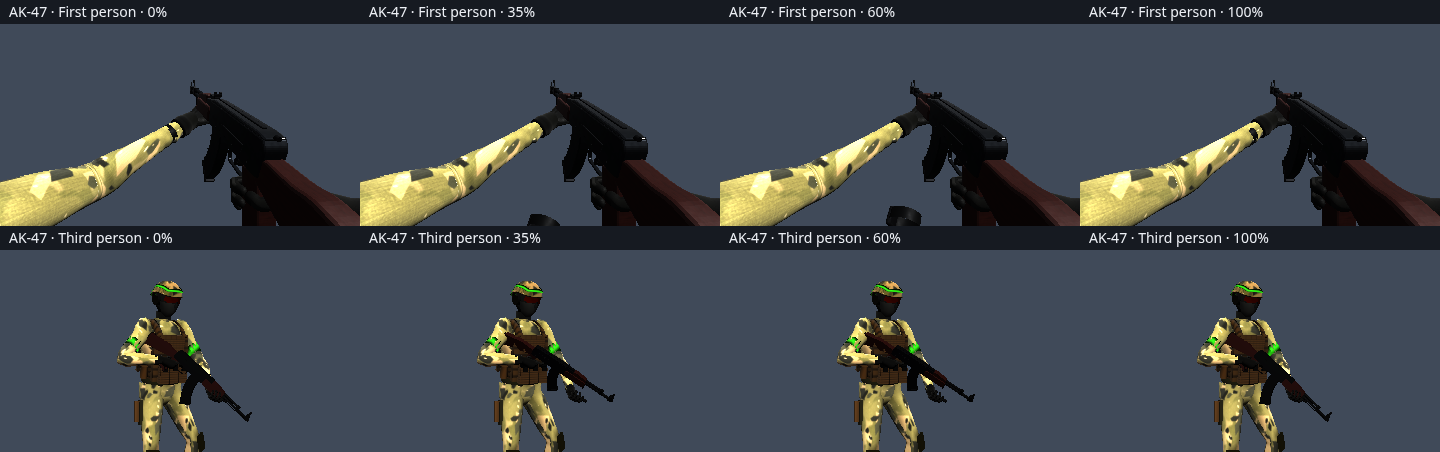 AK-47 · First person · 0%
AK-47 · First person · 35%
AK-47 · First person · 60%
AK-47 · First person · 100%
AK-47 · Third person · 0%
AK-47 · Third person · 35%
AK-47 · Third person · 60%
AK-47 · Third person · 100%